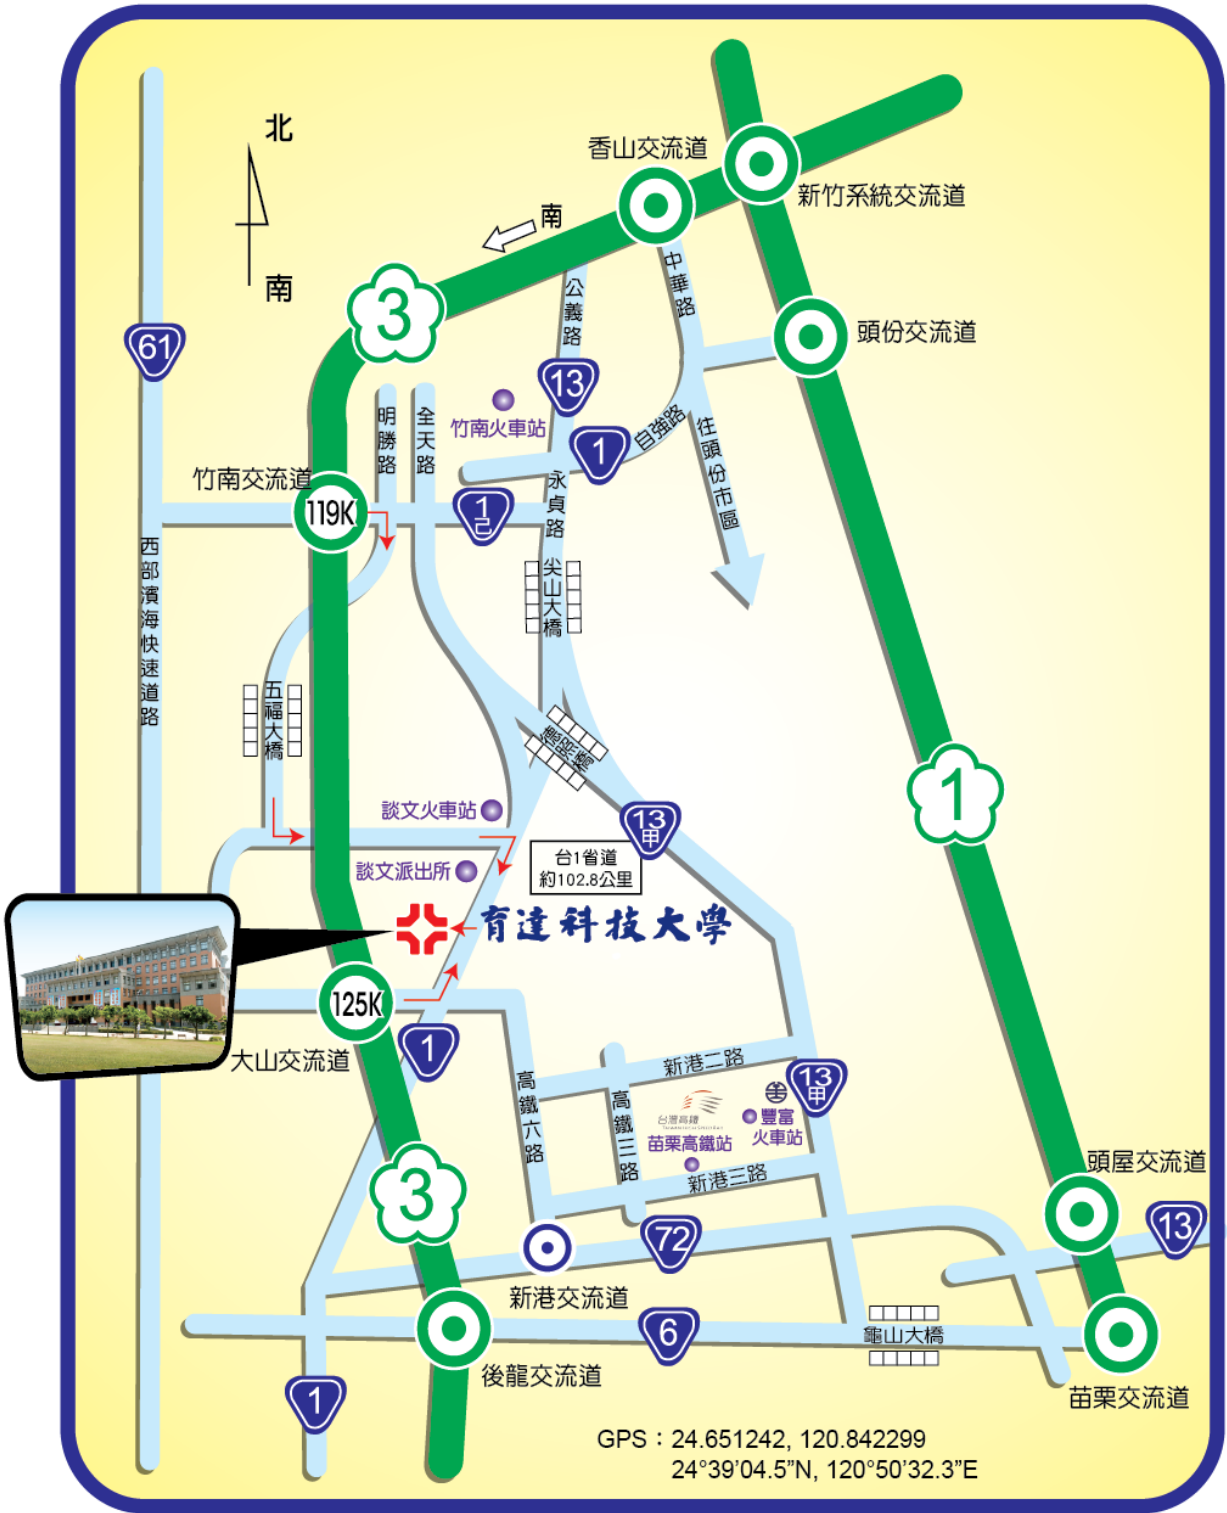 北
南
香山交流道
新竹系統交流道
南
3
公義路
中華路
61
頭份交流道
13
明勝路
全天路
竹南火車站
1
自強路
往頭份市區
竹南交流道
119K
1己
永貞路
西部濱海快速道路
尖山大橋
五福大橋
德照橋
1
談文火車站
13甲
台1省道
約102.8公里
談文派出所
育達科技大學
125K
大山交流道
1
新港二路
高鐵六路
高鐵三路
13甲
台灣高鐵
豐富
火車站
苗栗高鐵站
新港三路
3
頭屋交流道
13
72
新港交流道
6
龜山大橋
後龍交流道
1
苗栗交流道
GPS：24.651242, 120.842299
24°39’04.5”N, 120°50’32.3”E